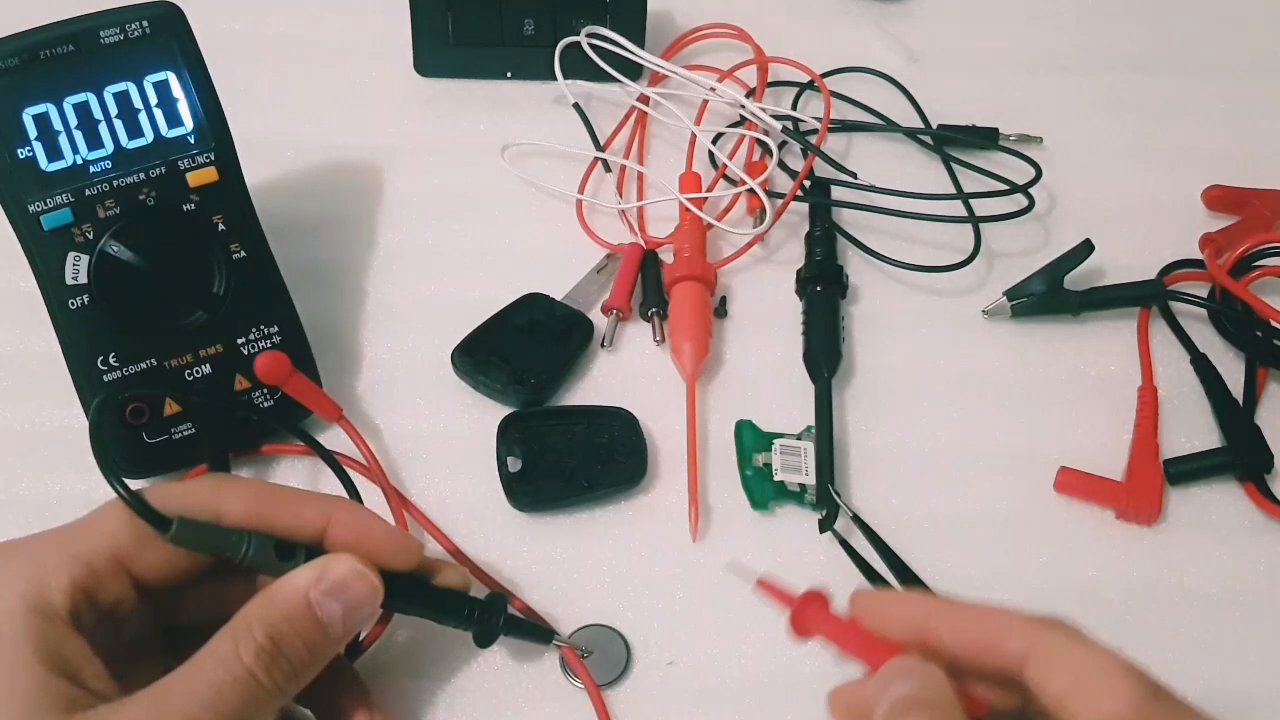 ZT102A
600V CAT III
1000V CAT II
DC 0.000 V
AUTO
AUTO POWER OFF
SEL/NCV
HOLD/REL
mV
Hz
V
A
mA
AUTO
OFF
CE
6000 COUNTS
TRUE RMS
COM
VΩHz
FUSED
10A MAX